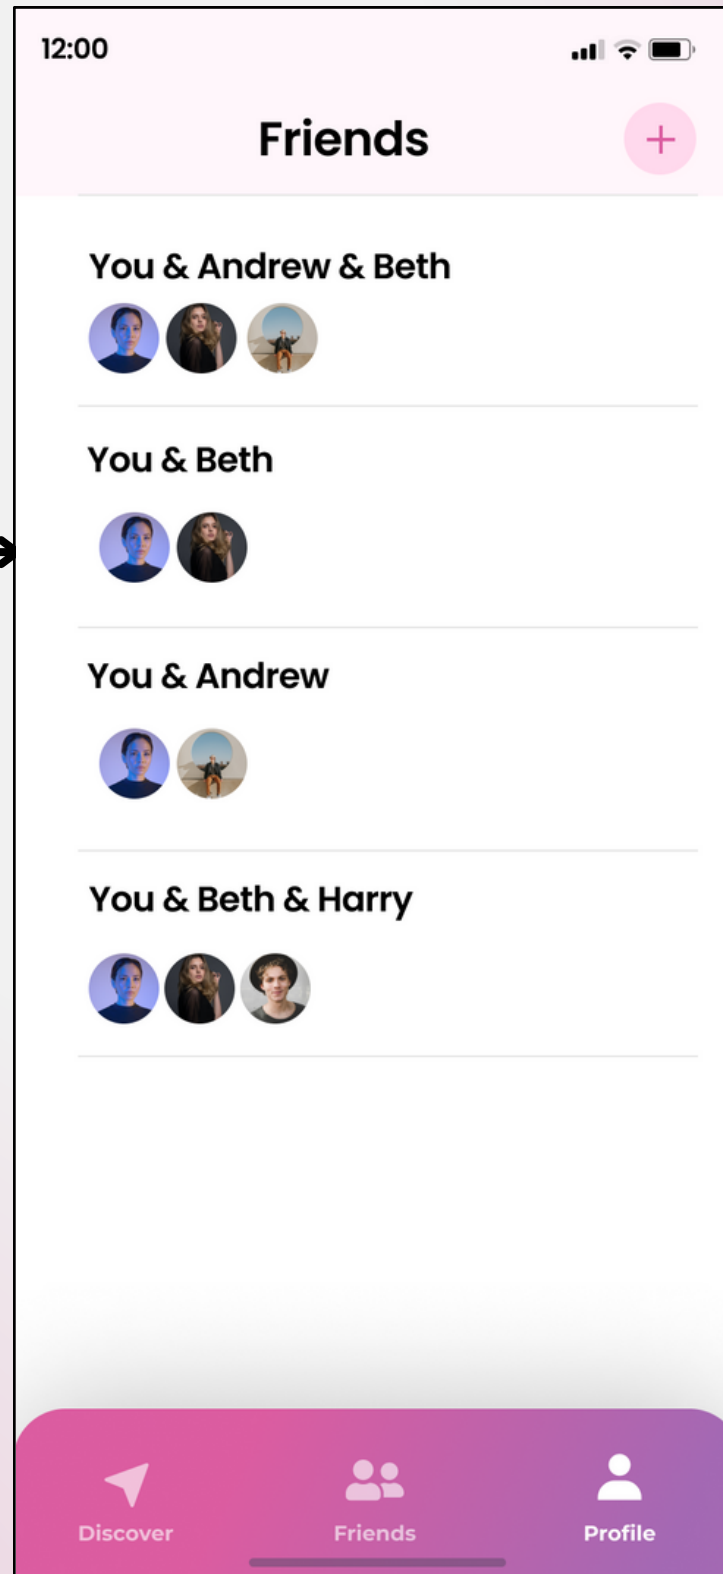 12:00
Friends
+
You & Andrew & Beth
You & Beth
You & Andrew
You & Beth & Harry
Discover
Friends
Profile